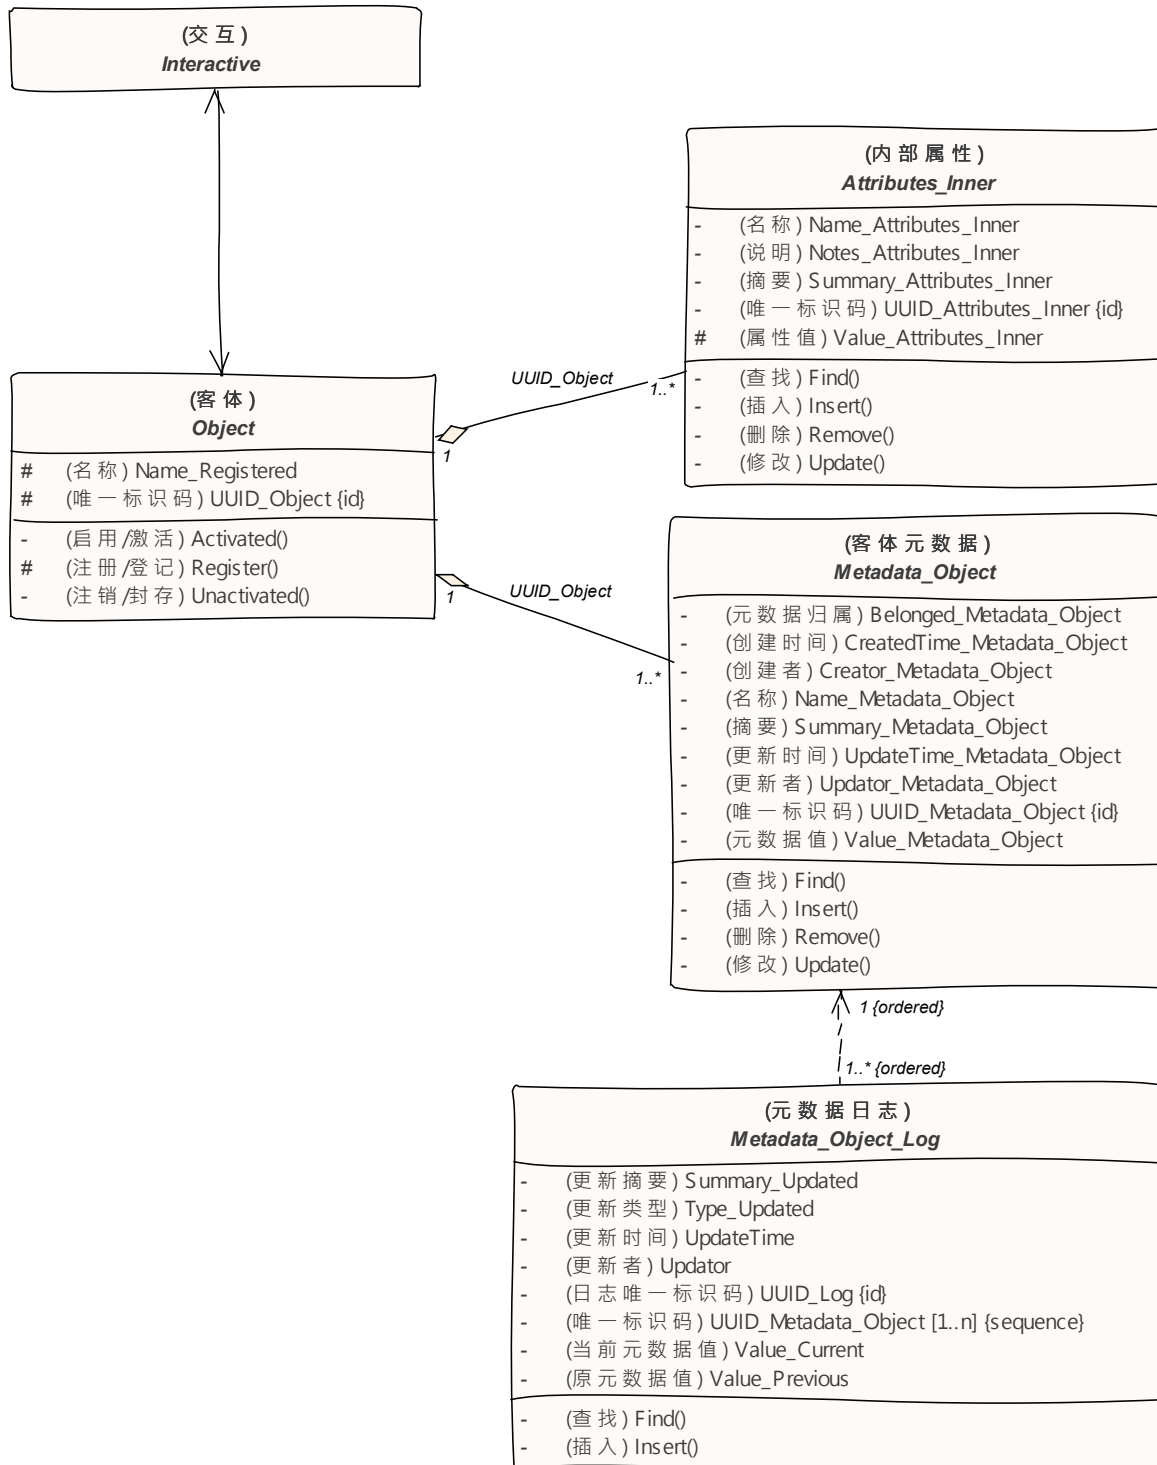 (交互)
Interactive
(内部属性)
Attributes_Inner
- (名称) Name_Attributes_Inner
- (说明) Notes_Attributes_Inner
- (摘要) Summary_Attributes_Inner
- (唯一标识码) UUID_Attributes_Inner {id}
# (属性值) Value_Attributes_Inner
- (查找) Find()
- (插入) Insert()
- (删除) Remove()
- (修改) Update()
UUID_Object
1..*
1
(客体)
Object
# (名称) Name_Registered
# (唯一标识码) UUID_Object {id}
- (启用/激活) Activated()
# (注册/登记) Register()
- (注销/封存) Unactivated()
UUID_Object
1
1..*
(客体元数据)
Metadata_Object
- (元数据归属) Belonged_Metadata_Object
- (创建时间) CreatedTime_Metadata_Object
- (创建者) Creator_Metadata_Object
- (名称) Name_Metadata_Object
- (摘要) Summary_Metadata_Object
- (更新时间) UpdateTime_Metadata_Object
- (更新者) Updator_Metadata_Object
- (唯一标识码) UUID_Metadata_Object {id}
- (元数据值) Value_Metadata_Object
- (查找) Find()
- (插入) Insert()
- (删除) Remove()
- (修改) Update()
1 {ordered}
1..* {ordered}
(元数据日志)
Metadata_Object_Log
- (更新摘要) Summary_Updated
- (更新类型) Type_Updated
- (更新时间) UpdateTime
- (更新者) Updator
- (日志唯一标识码) UUID_Log {id}
- (唯一标识码) UUID_Metadata_Object [1..n] {sequence}
- (当前元数据值) Value_Current
- (原元数据值) Value_Previous
- (查找) Find()
- (插入) Insert()